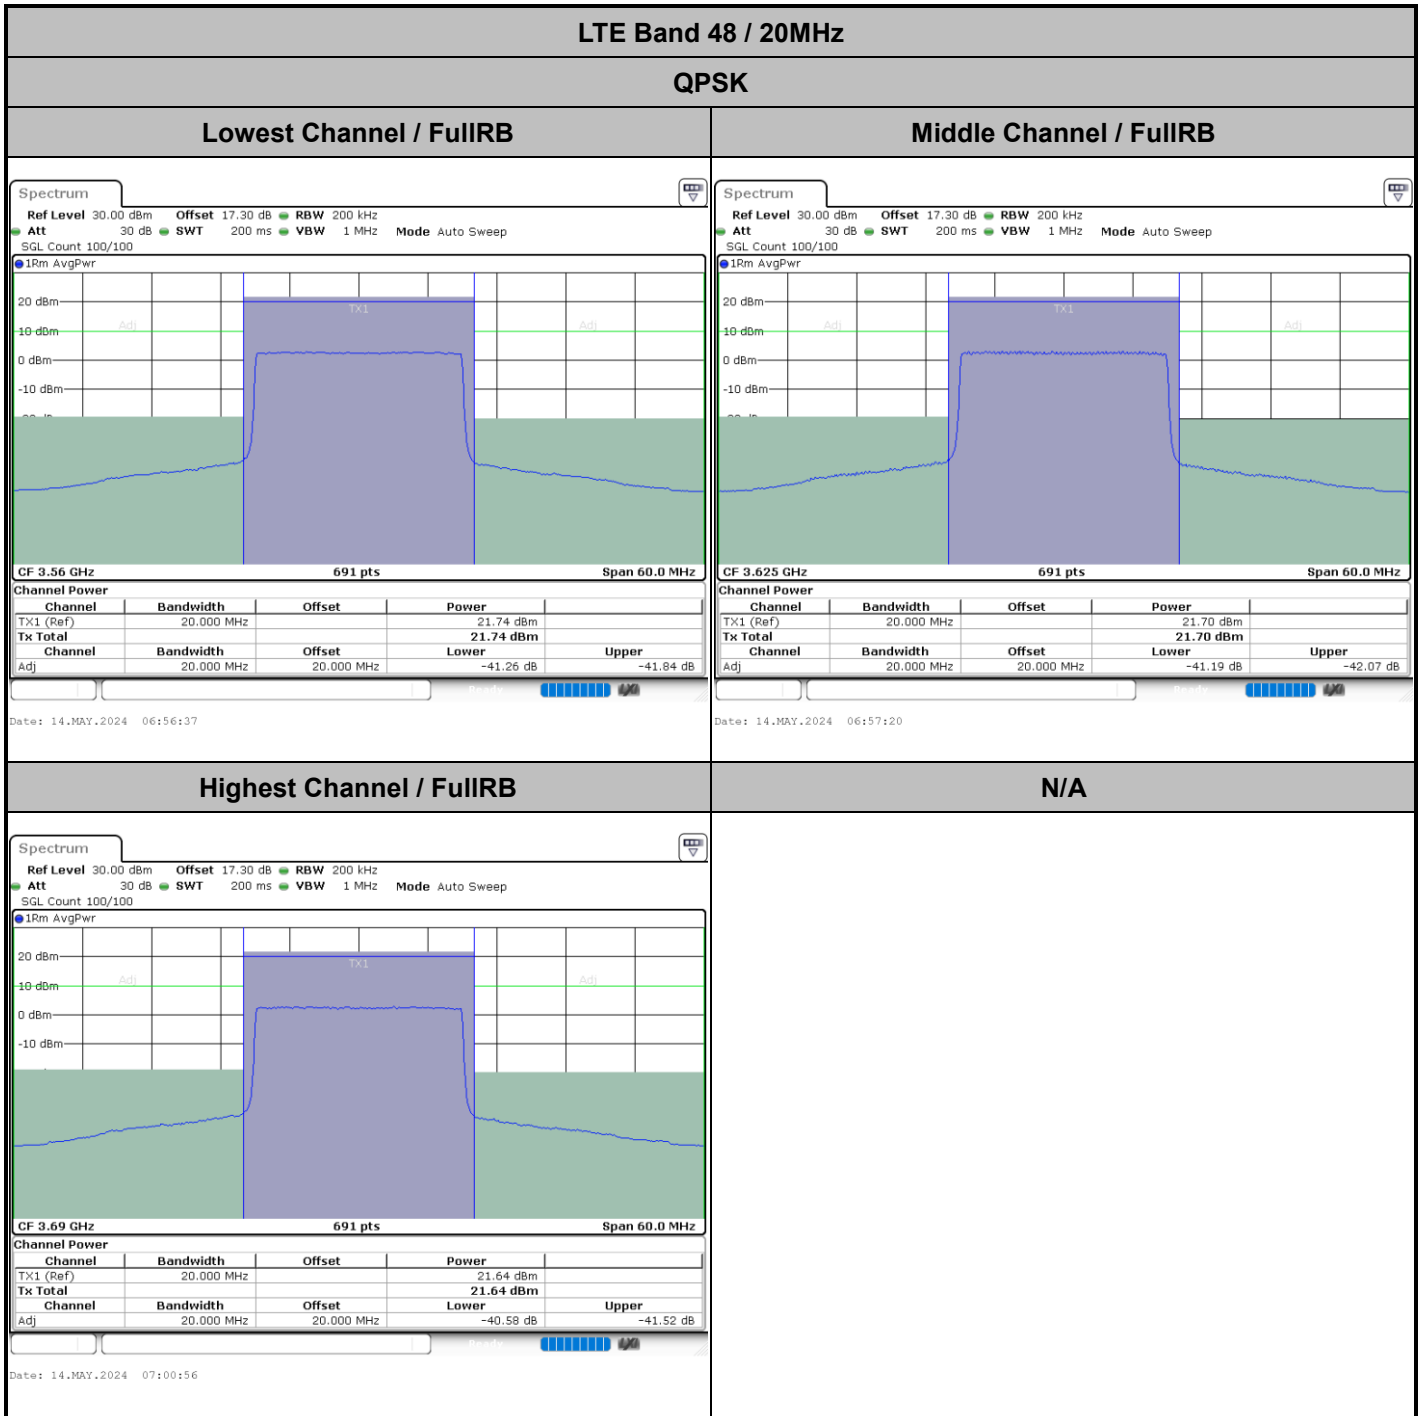 LTE Band 48 / 20MHz
QPSK
Lowest Channel / FullRB
Middle Channel / FullRB
Spectrum
Ref Level 30.00 dBm Offset 17.30 dB RBW 200 kHz
Att 30 dB SWT 200 ms VBW 1 MHz Mode Auto Sweep
SGL Count 100/100
1Rm AvgPwr
TX1
20 dBm
Adj Adj
10 dBm
0 dBm
-10 dBm
CF 3.56 GHz 691 pts Span 60.0 MHz
Channel Power
Channel Bandwidth Offset Power
TX1 (Ref) 20.000 MHz 21.74 dBm
Tx Total 21.74 dBm
Channel Bandwidth Offset Lower Upper
Adj 20.000 MHz 20.000 MHz -41.26 dB -41.84 dB
Ready
Date: 14.MAY.2024 06:56:37
Spectrum
Ref Level 30.00 dBm Offset 17.30 dB RBW 200 kHz
Att 30 dB SWT 200 ms VBW 1 MHz Mode Auto Sweep
SGL Count 100/100
1Rm AvgPwr
20 dBm
TX1
Adj Adj
10 dBm
0 dBm
-10 dBm
CF 3.625 GHz 691 pts Span 60.0 MHz
Channel Power
Channel Bandwidth Offset Power
TX1 (Ref) 20.000 MHz 21.70 dBm
Tx Total 21.70 dBm
Channel Bandwidth Offset Lower Upper
Adj 20.000 MHz 20.000 MHz -41.19 dB -42.07 dB
Ready
Date: 14.MAY.2024 06:57:20
Highest Channel / FullRB
N/A
Spectrum
Ref Level 30.00 dBm Offset 17.30 dB RBW 200 kHz
Att 30 dB SWT 200 ms VBW 1 MHz Mode Auto Sweep
SGL Count 100/100
1Rm AvgPwr
20 dBm
TX1
Adj Adj
10 dBm
0 dBm
-10 dBm
CF 3.69 GHz 691 pts Span 60.0 MHz
Channel Power
Channel Bandwidth Offset Power
TX1 (Ref) 20.000 MHz 21.64 dBm
Tx Total 21.64 dBm
Channel Bandwidth Offset Lower Upper
Adj 20.000 MHz 20.000 MHz -40.58 dB -41.52 dB
Ready
Date: 14.MAY.2024 07:00:56